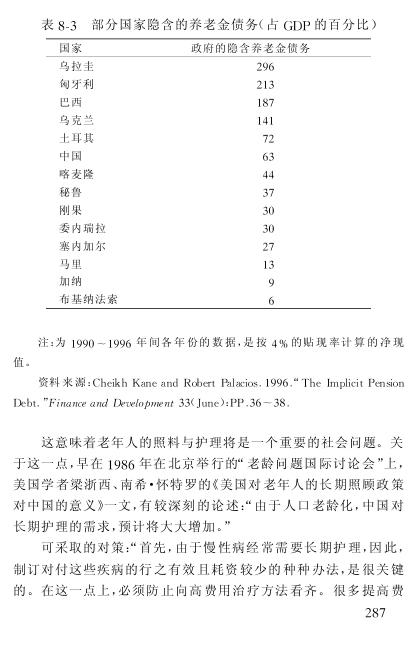 表 8-3 部分国家隐含的养老金债务(占 GDP 的百分比)
国家 政府的隐含养老金债务
乌拉圭 296
匈牙利 213
巴西 187
乌克兰 141
土耳其 72
中国 63
喀麦隆 44
秘鲁 37
刚果 30
委内瑞拉 30
塞内加尔 27
马里 13
加纳 9
布基纳法索 6
注:为 1990~1996 年间各年份的数据,是按 4%的贴现率计算的净现
值。
资料来源:Cheikh Kane and Robert Palacios. 1996.“The Implicit Pension
Debt.”Finance and Development 33(June):PP.36~38.
这意味着老年人的照料与护理将是一个重要的社会问题。关
于这一点,早在 1986 年在北京举行的“老龄问题国际讨论会”上,
美国学者梁浙西、南希·怀特罗的《美国对老年人的长期照顾政策
对中国的意义》一文,有较深刻的论述:“由于人口老龄化,中国对
长期护理的需求,预计将大大增加。”
可采取的对策:“首先,由于慢性病经常需要长期护理,因此,
制订对付这些疾病的行之有效且耗资较少的种种办法,是很关键
的。在这一点上,必须防止向高费用治疗方法看齐。很多提高费
287